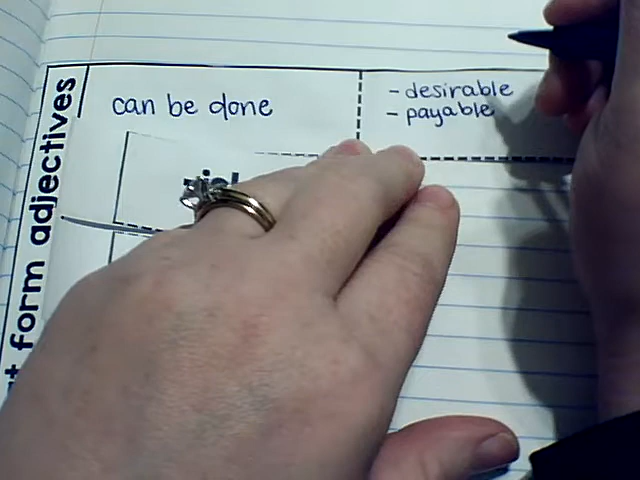 can be done
- desirable
- payable
form adjectives